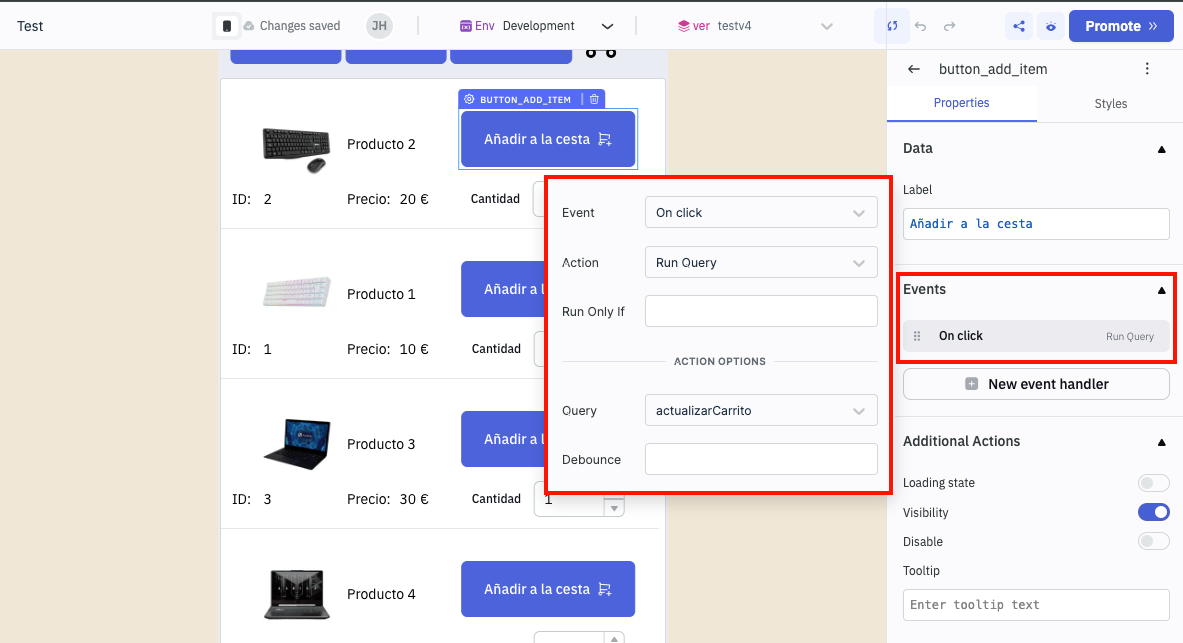 Test
Changes saved
JH
Env
Development
ver
testv4
Promote »
button_add_item
Properties
Styles
Data
Label
Añadir a la cesta
Events
On click
Run Query
New event handler
Additional Actions
Loading state
Visibility
Disable
Tooltip
Enter tooltip text
BUTTON_ADD_ITEM
Producto 2
Añadir a la cesta
ID: 2
Precio: 20 €
Cantidad
Producto 1
Añadir a l
ID: 1
Precio: 10 €
Cantidad
Producto 3
Añadir a l
ID: 3
Precio: 30 €
Cantidad
1
Producto 4
Añadir a la cesta
Event
On click
Action
Run Query
Run Only If
ACTION OPTIONS
Query
actualizarCarrito
Debounce